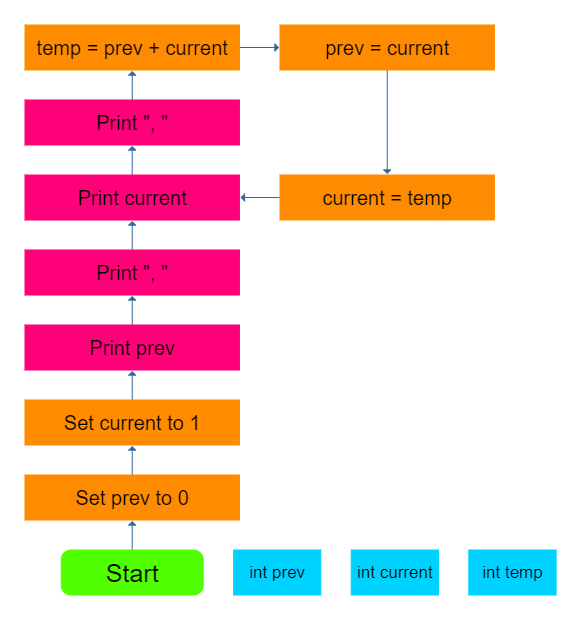 temp = prev + current
prev = current
Print ", "
Print current
current = temp
Print ", "
Print prev
Set current to 1
Set prev to 0
Start
int prev
int current
int temp